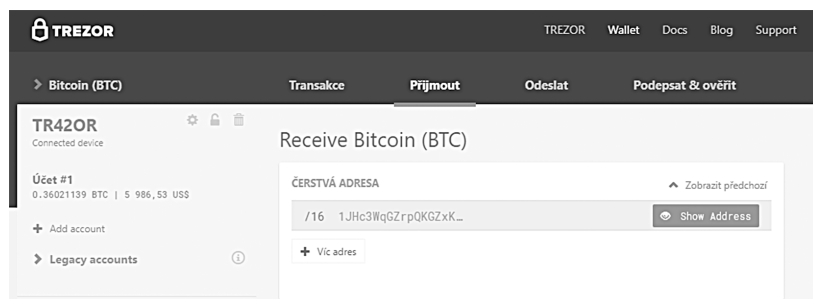 TREZOR
TREZOR Wallet Docs Blog Support
Bitcoin (BTC)
Transakce Přijmout Odeslat Podepsat & ověřit
TR42OR
Connected device
Účet #1
0.36021139 BTC | 5 986,53 US$
Add account
Legacy accounts
Receive Bitcoin (BTC)
ČERSTVÁ ADRESA
Zobrazit předchozí
/16 1JHc3WqGZrpQKGZxK…
Show Address
Víc adres